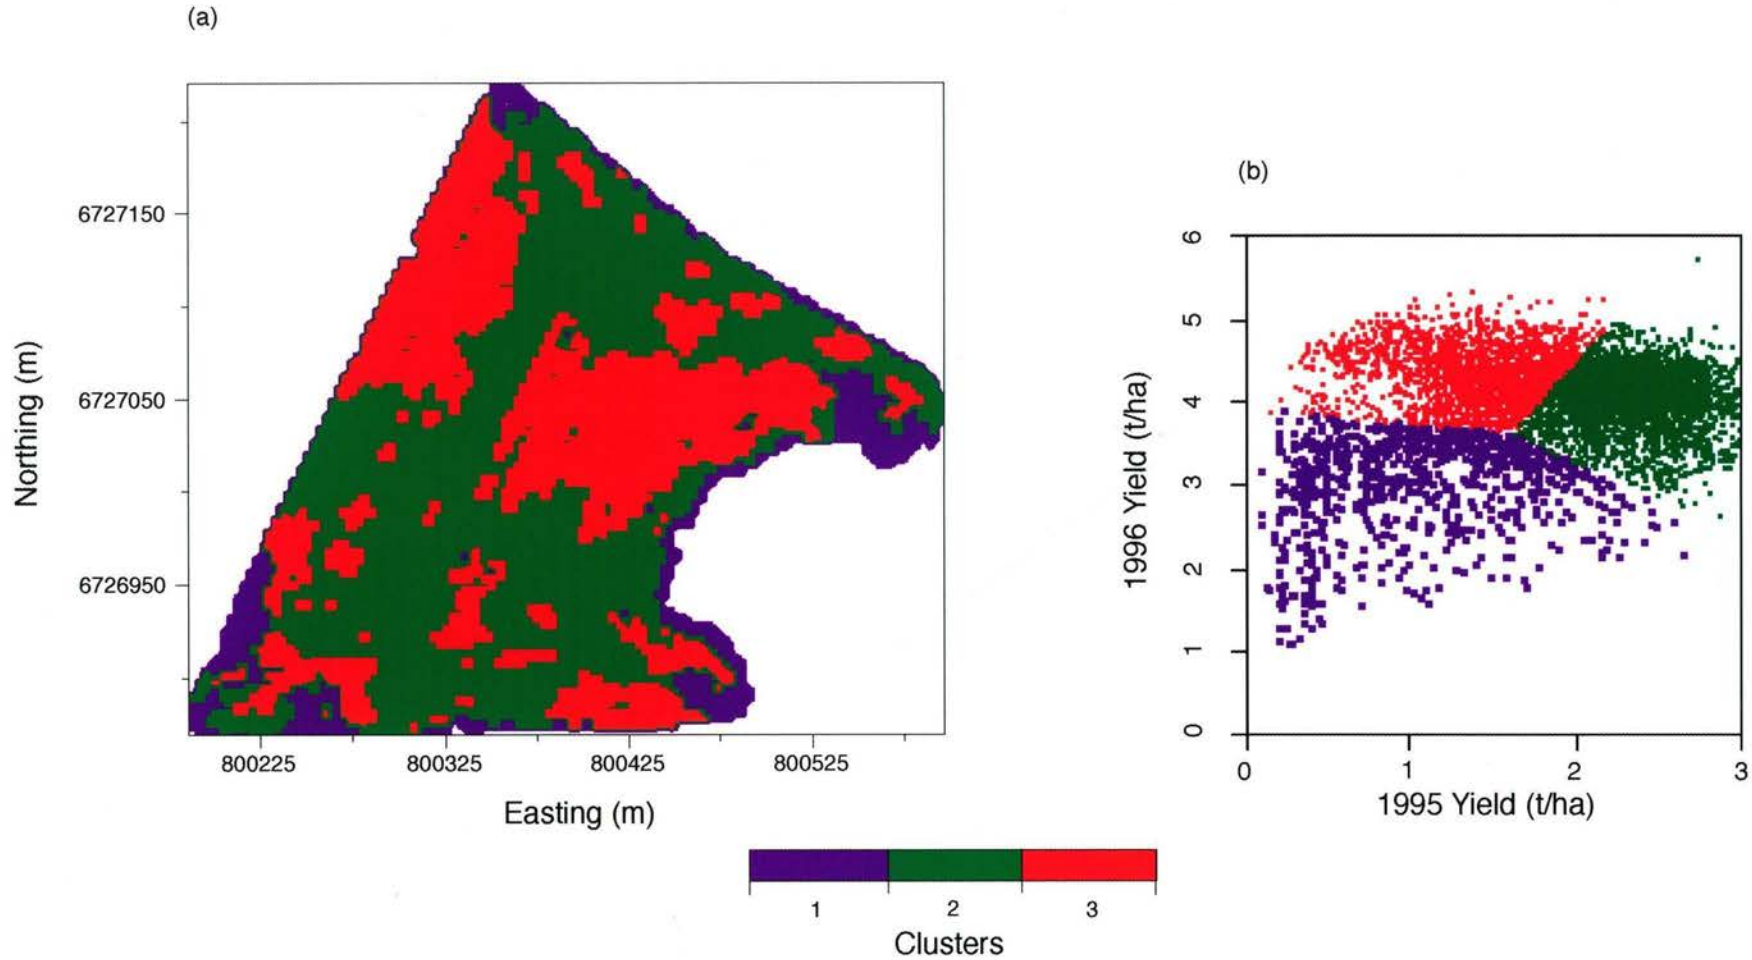 (a)
Northing (m)
6727150
6727050
6726950
800225 800325 800425 800525
Easting (m)
(b)
1996 Yield (t/ha)
6
5
4
3
2
1
0
0 1 2 3
1995 Yield (t/ha)
1 2 3
Clusters